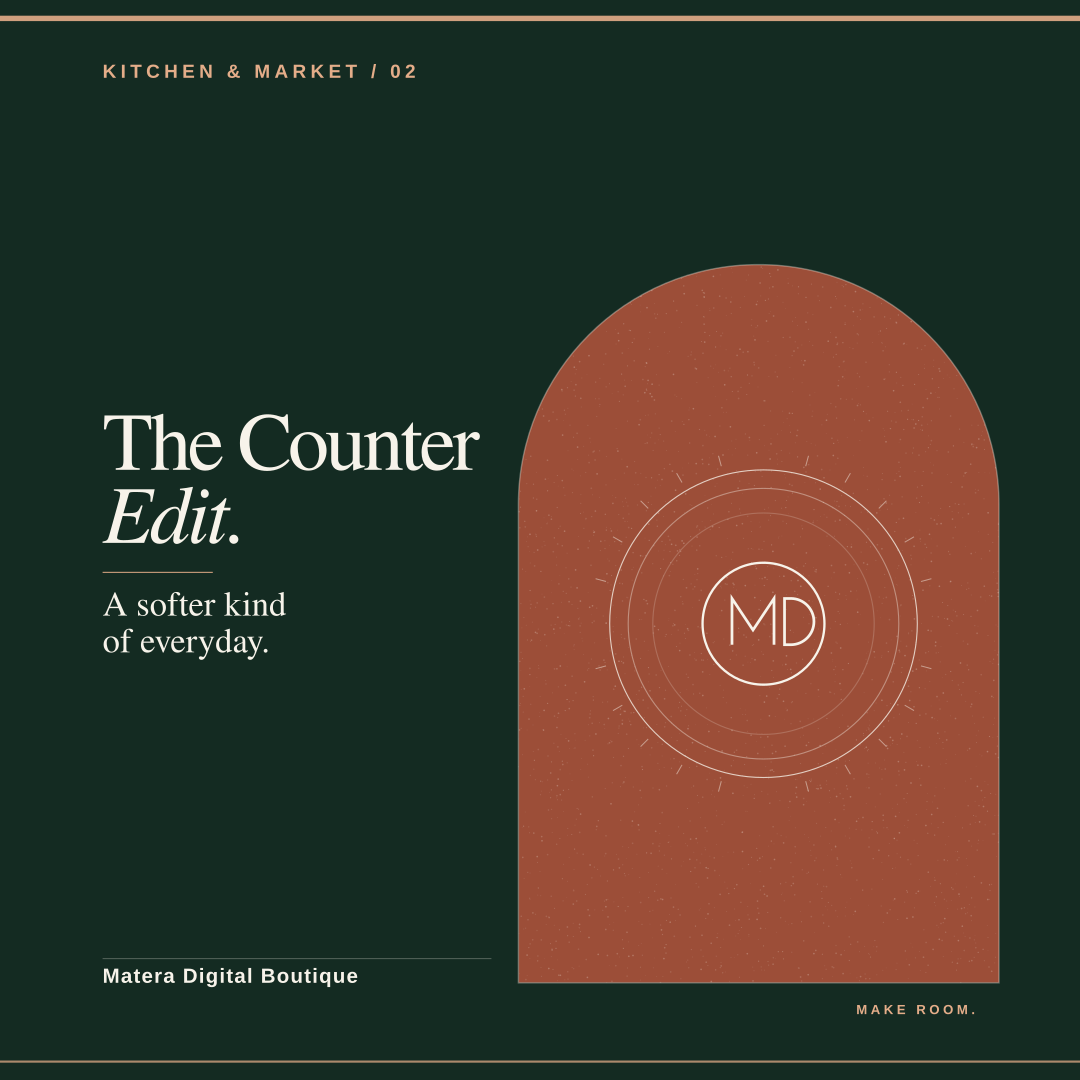 KITCHEN & MARKET / 02
The Counter
Edit.
A softer kind
of everyday.
MD
Matera Digital Boutique
MAKE ROOM.